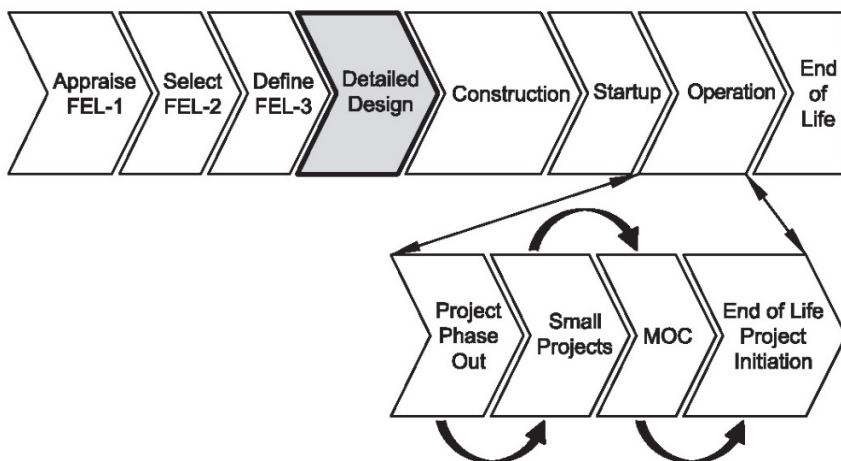 Appraise
FEL-1
Select
FEL-2
Define
FEL-3
Detailed
Design
Construction
Startup
Operation
End
of
Life
Project
Phase
Out
Small
Projects
MOC
End of Life
Project
Initiation